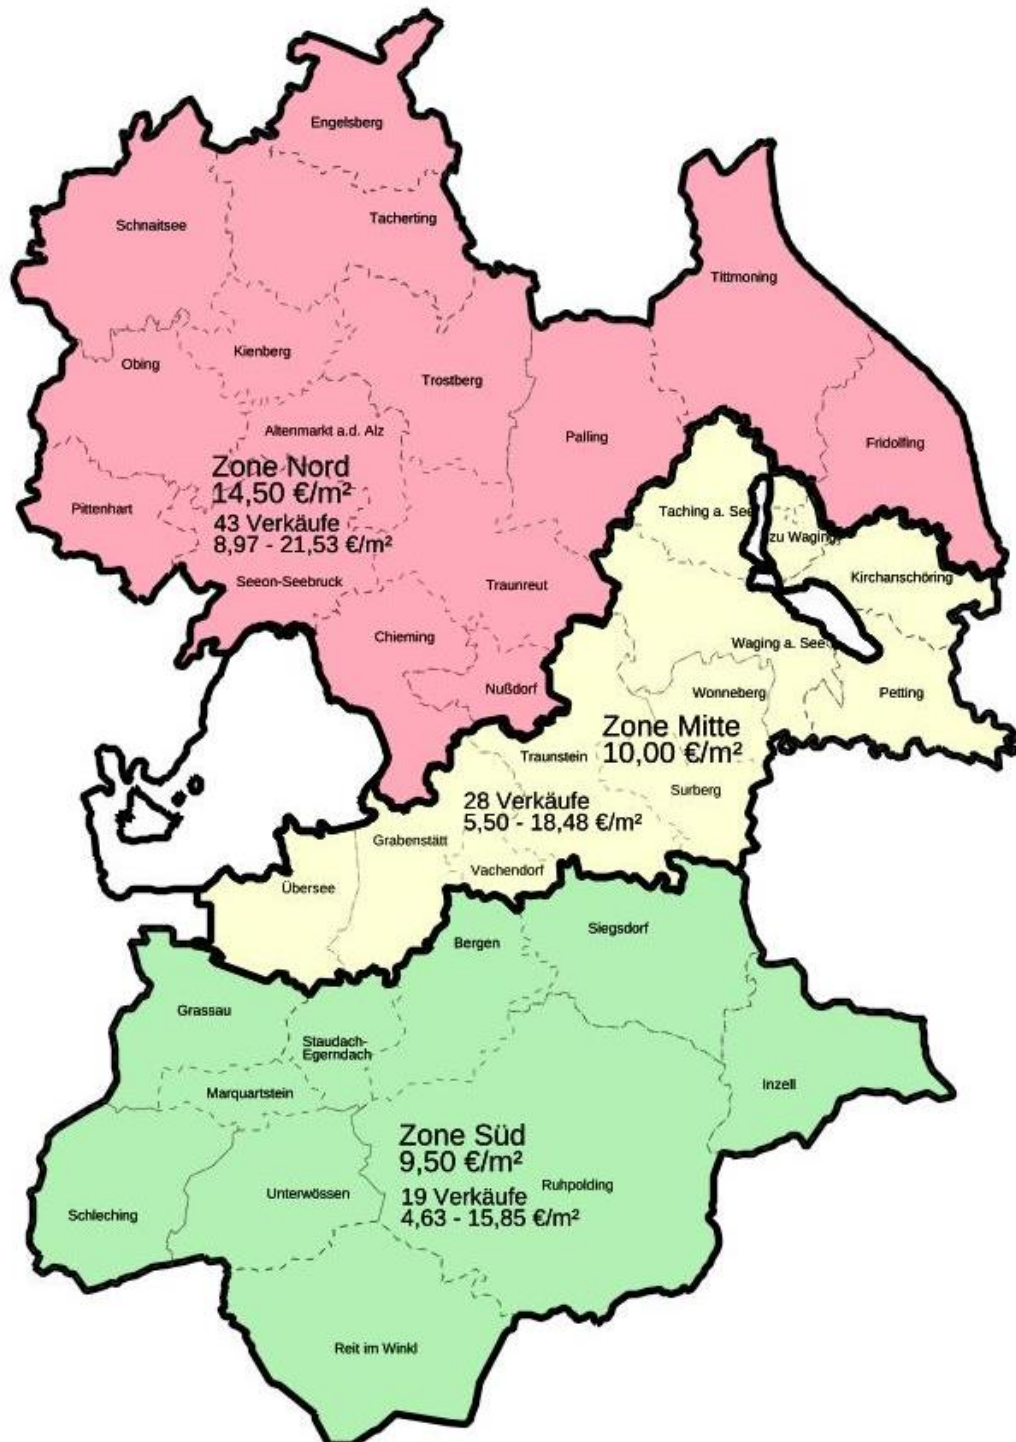 Engelsberg
Schnaitsee
Tacherting
Tittmoning
Obing
Kienberg
Trostberg
Altenmarkt a.d. Alz
Palling
Fridolfing
Zone Nord
14,50 €/m²
43 Verkäufe
8,97 - 21,53 €/m²
Pittenhart
Taching a. See
zu Waging
Kirchanschöring
Seeon-Seebruck
Traunreut
Chieming
Waging a. See
Nußdorf
Wonneberg
Petting
Zone Mitte
10,00 €/m²
Traunstein
Surberg
28 Verkäufe
5,50 - 18,48 €/m²
Grabenstätt
Vachendorf
Übersee
Siegsdorf
Bergen
Grassau
Staudach-
Egerndach
Inzell
Marquartstein
Zone Süd
9,50 €/m²
19 Verkäufe
4,63 - 15,85 €/m²
Ruhpolding
Unterwössen
Schleching
Reit im Winkl